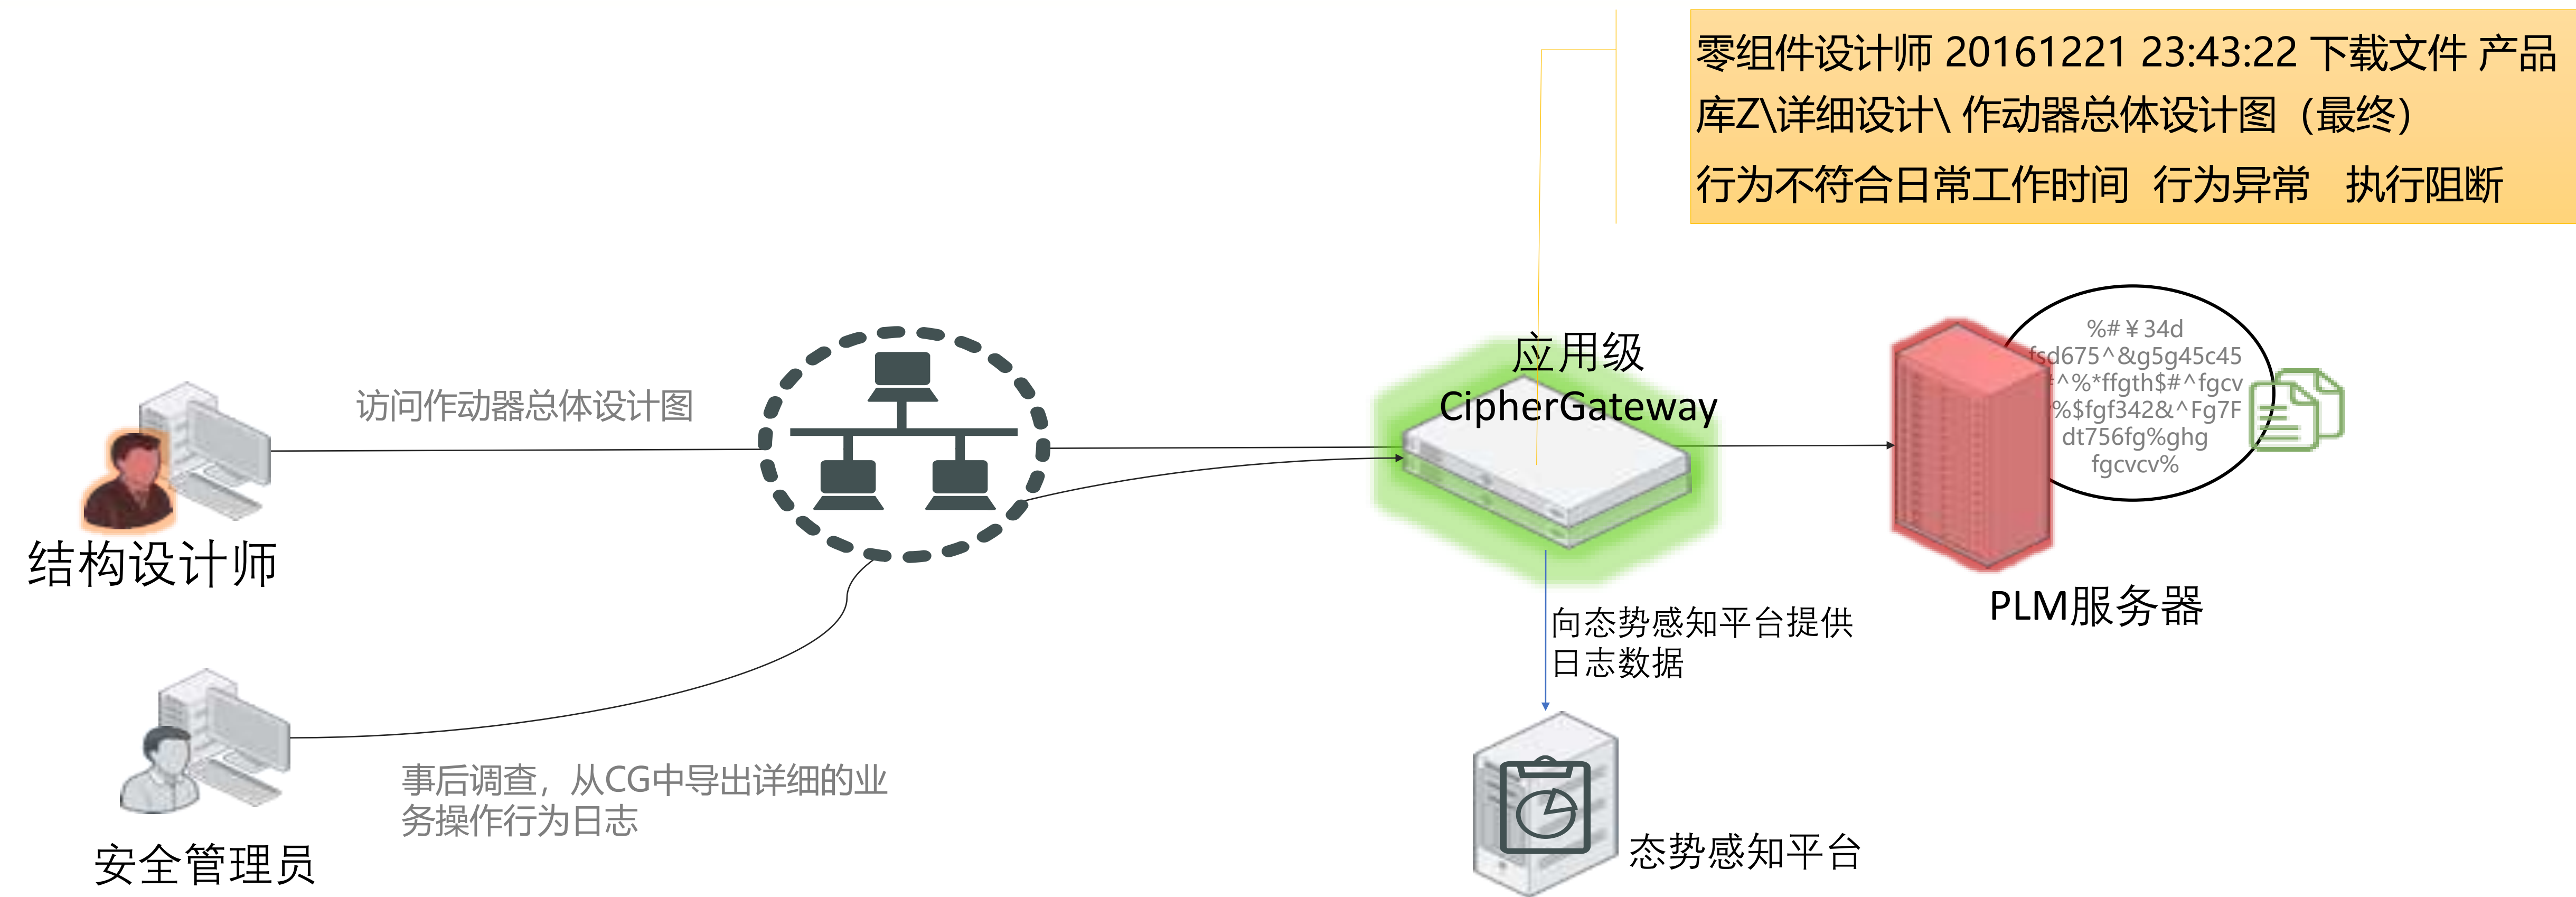 零组件设计师 20161221 23:43:22 下载文件 产品
库Z\详细设计\ 作动器总体设计图（最终）
行为不符合日常工作时间 行为异常 执行阻断
应用级
CipherGateway
%#￥34d
fsd675^&g5g45c45
^%*ffgth$#^fgcv
%$fgf342&^Fg7F
dt756fg%ghg
fgcvcv%
访问作动器总体设计图
结构设计师
PLM服务器
向态势感知平台提供
日志数据
事后调查，从CG中导出详细的业
务操作行为日志
安全管理员
态势感知平台